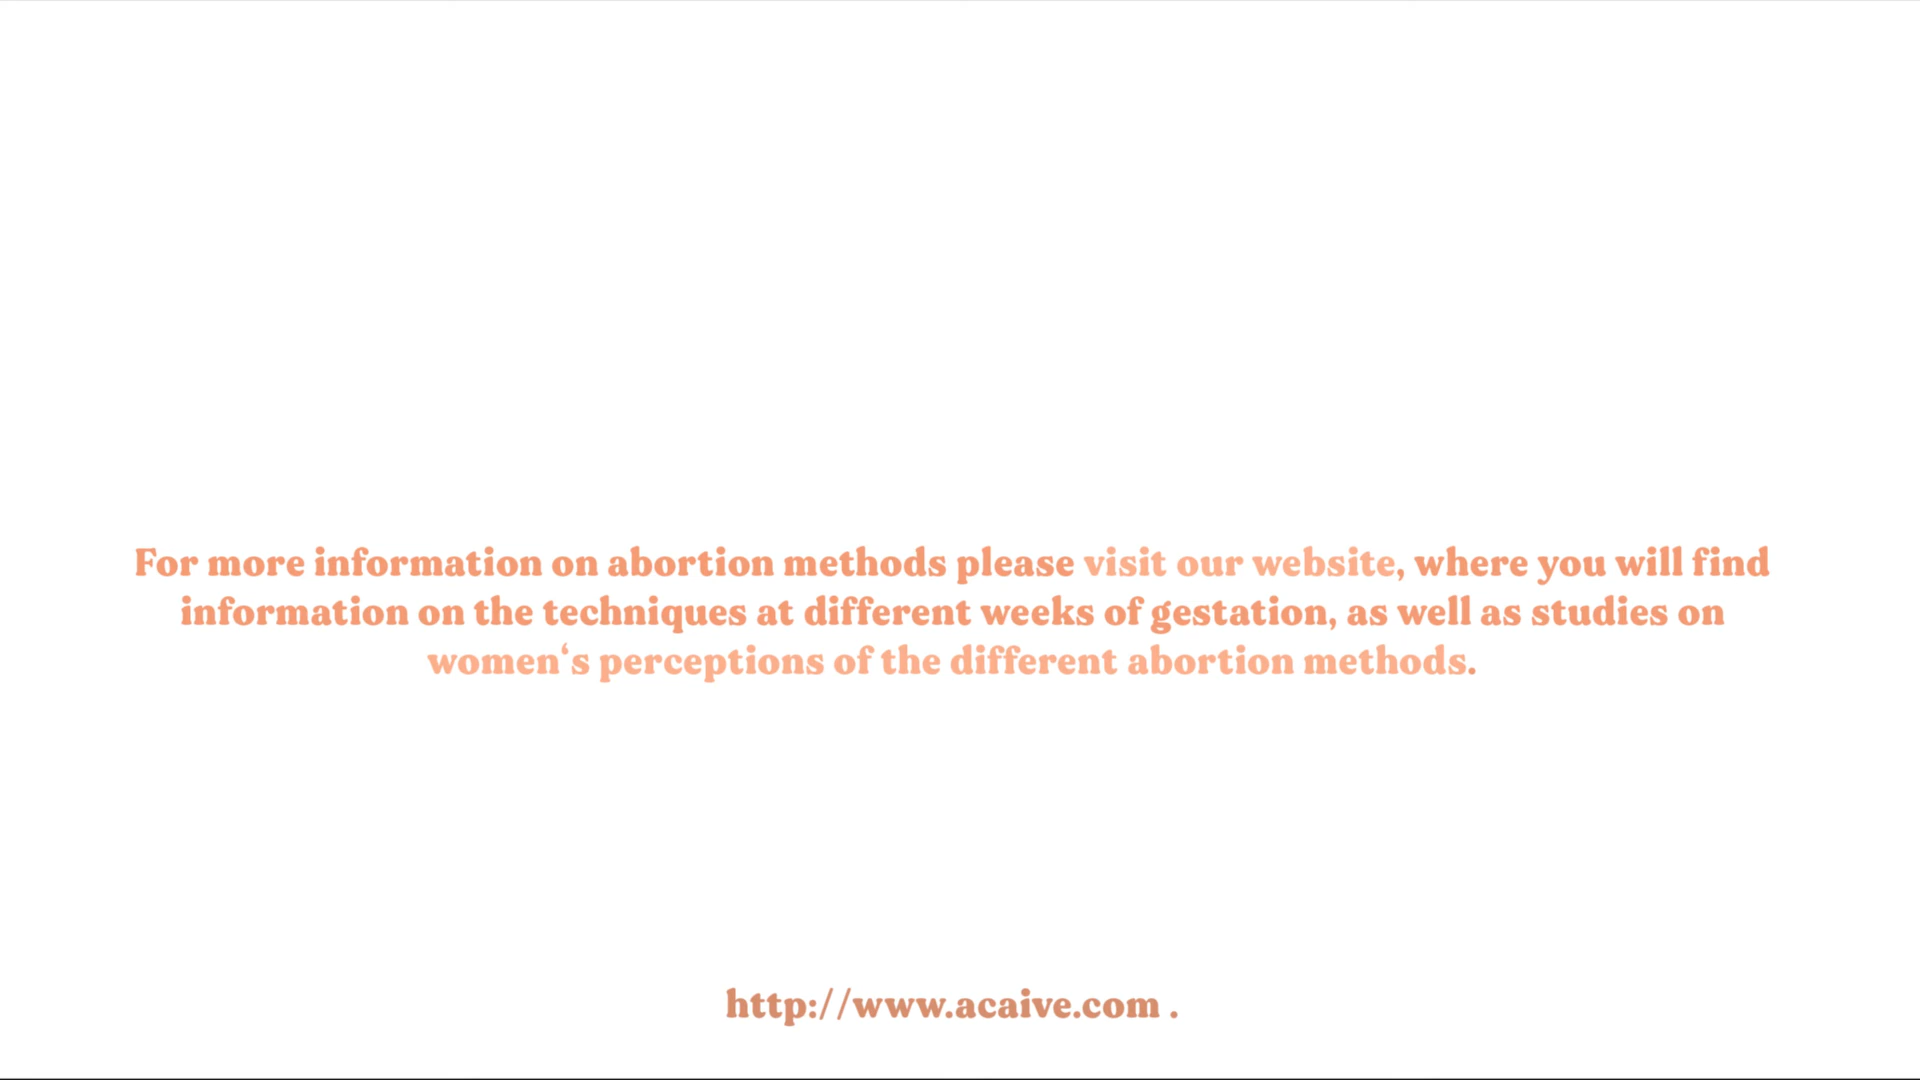 For more information on abortion methods please visit our website, where you will find
information on the techniques at different weeks of gestation, as well as studies on
women‘s perceptions of the different abortion methods.
http://www.acaive.com .